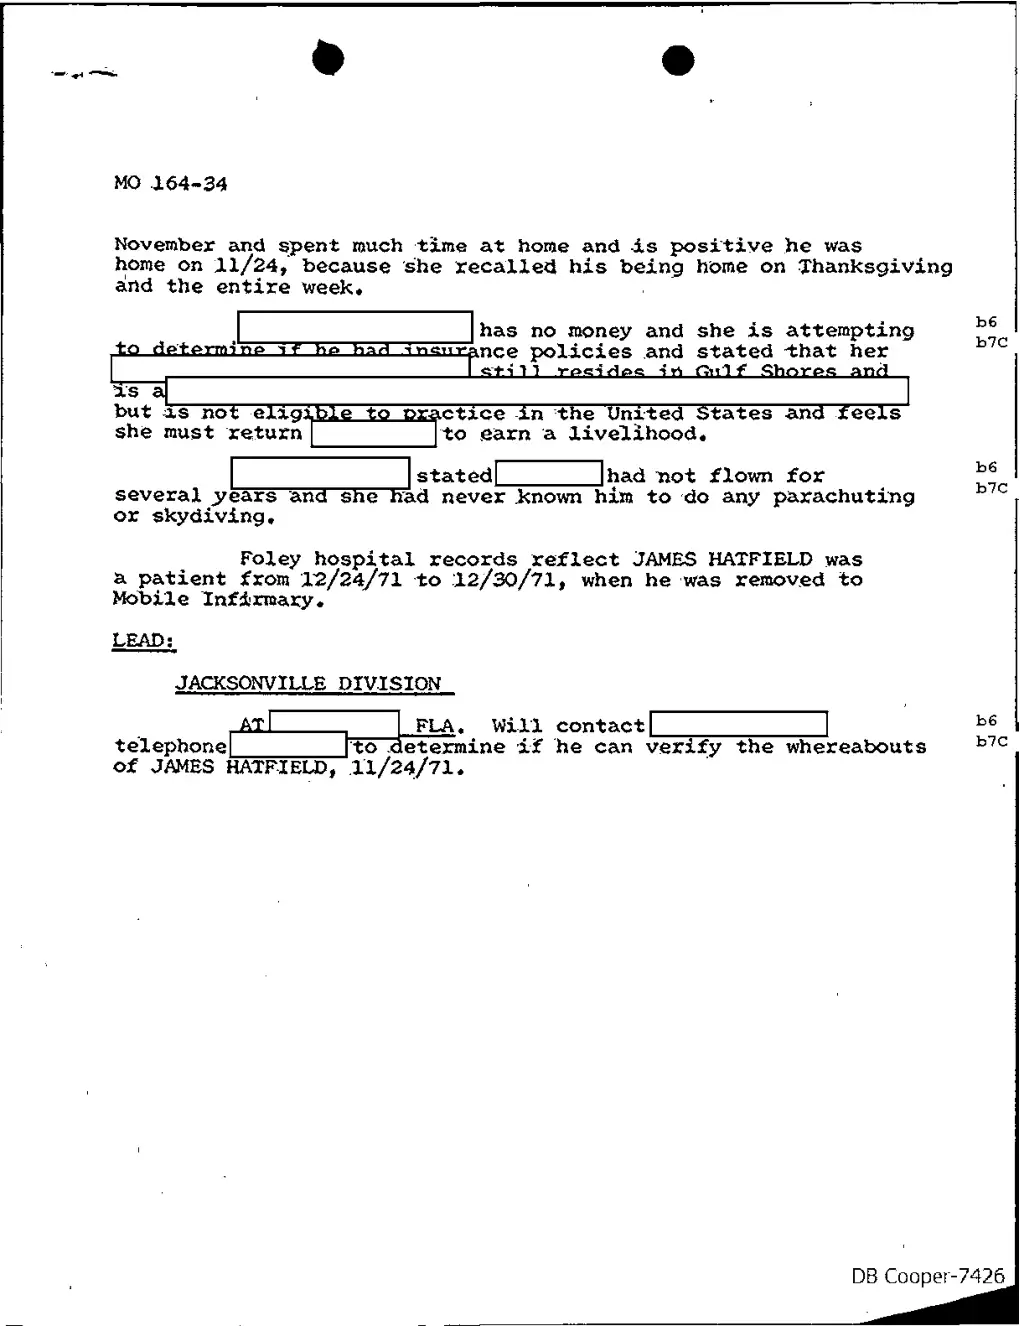 MO 164-34
November and spent much time at home and is positive he was
home on 11/24, because she recalled his being home on Thanksgiving
and the entire week.
has no money and she is attempting
b6
to determine if he had insurance policies and stated that her
b7C
still resides in Gulf Shores and
is a
but is not eligible to practice in the United States and feels
she must return to earn a livelihood.
stated had not flown for
b6
several years and she had never known him to do any parachuting
b7C
or skydiving.
Foley hospital records reflect JAMES HATFIELD was
a patient from 12/24/71 to 12/30/71, when he was removed to
Mobile Infirmary.
LEAD:
JACKSONVILLE DIVISION
AT FLA. Will contact
b6
telephone to determine if he can verify the whereabouts
b7C
of JAMES HATFIELD, 11/24/71.
DB Cooper-7426